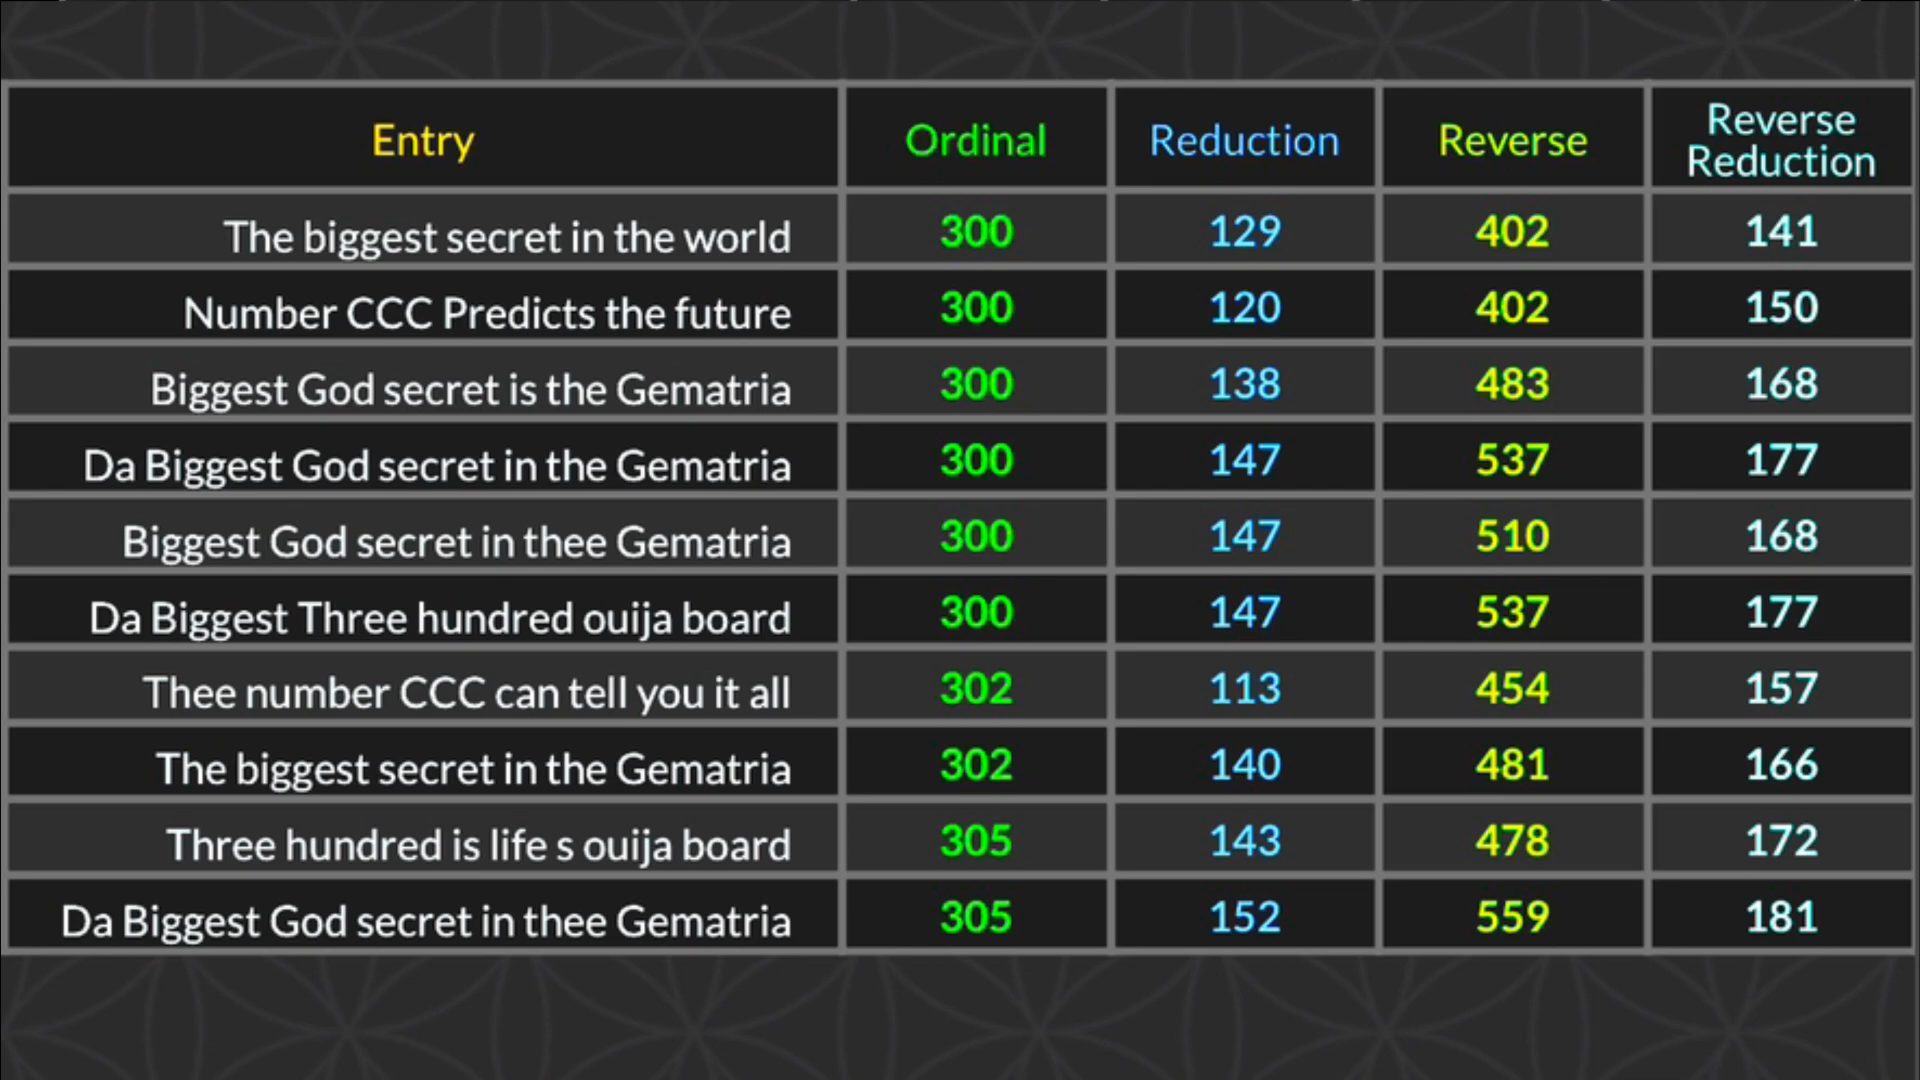 Entry Ordinal Reduction Reverse Reverse Reduction
The biggest secret in the world 300 129 402 141
Number CCC Predicts the future 300 120 402 150
Biggest God secret is the Gematria 300 138 483 168
Da Biggest God secret in the Gematria 300 147 537 177
Biggest God secret in thee Gematria 300 147 510 168
Da Biggest Three hundred ouija board 300 147 537 177
Thee number CCC can tell you it all 302 113 454 157
The biggest secret in the Gematria 302 140 481 166
Three hundred is life s ouija board 305 143 478 172
Da Biggest God secret in thee Gematria 305 152 559 181